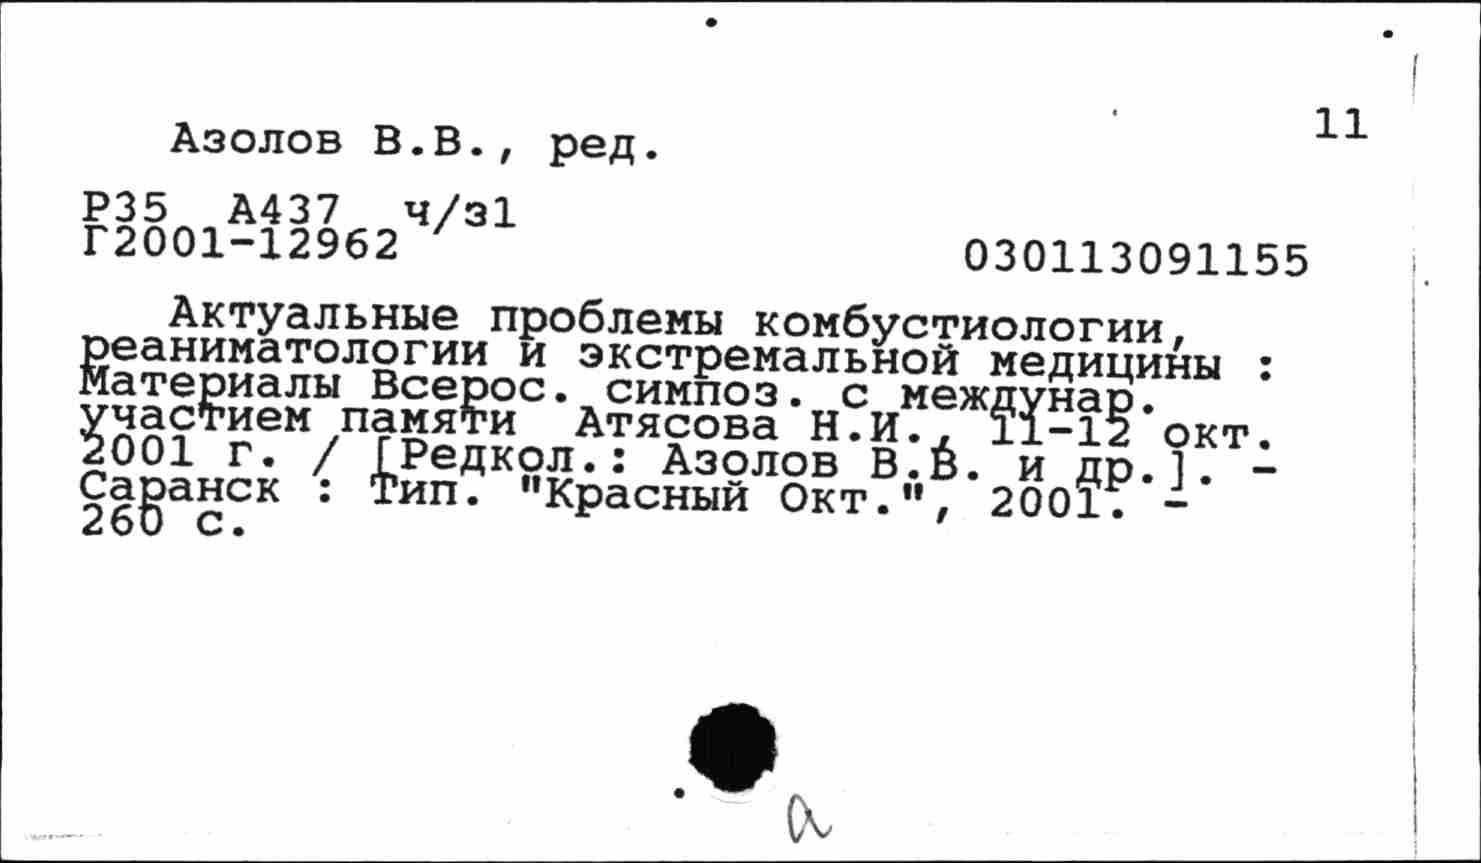 11
Азолов В.В., ред.
Р35 А437 ч/з1
Г2001-12962
030113091155
Актуальные проблемы комбустиологии,
реаниматологии и экстремальной медицины :
Материалы Всерос. симпоз. с междунар.
участием памяти Атясова Н.И., 11-12 окт.
2001 г. / [Редкол.: Азолов В.В. и др.]. -
Саранск : Тип. "Красный Окт.", 2001. -
260 с.
а